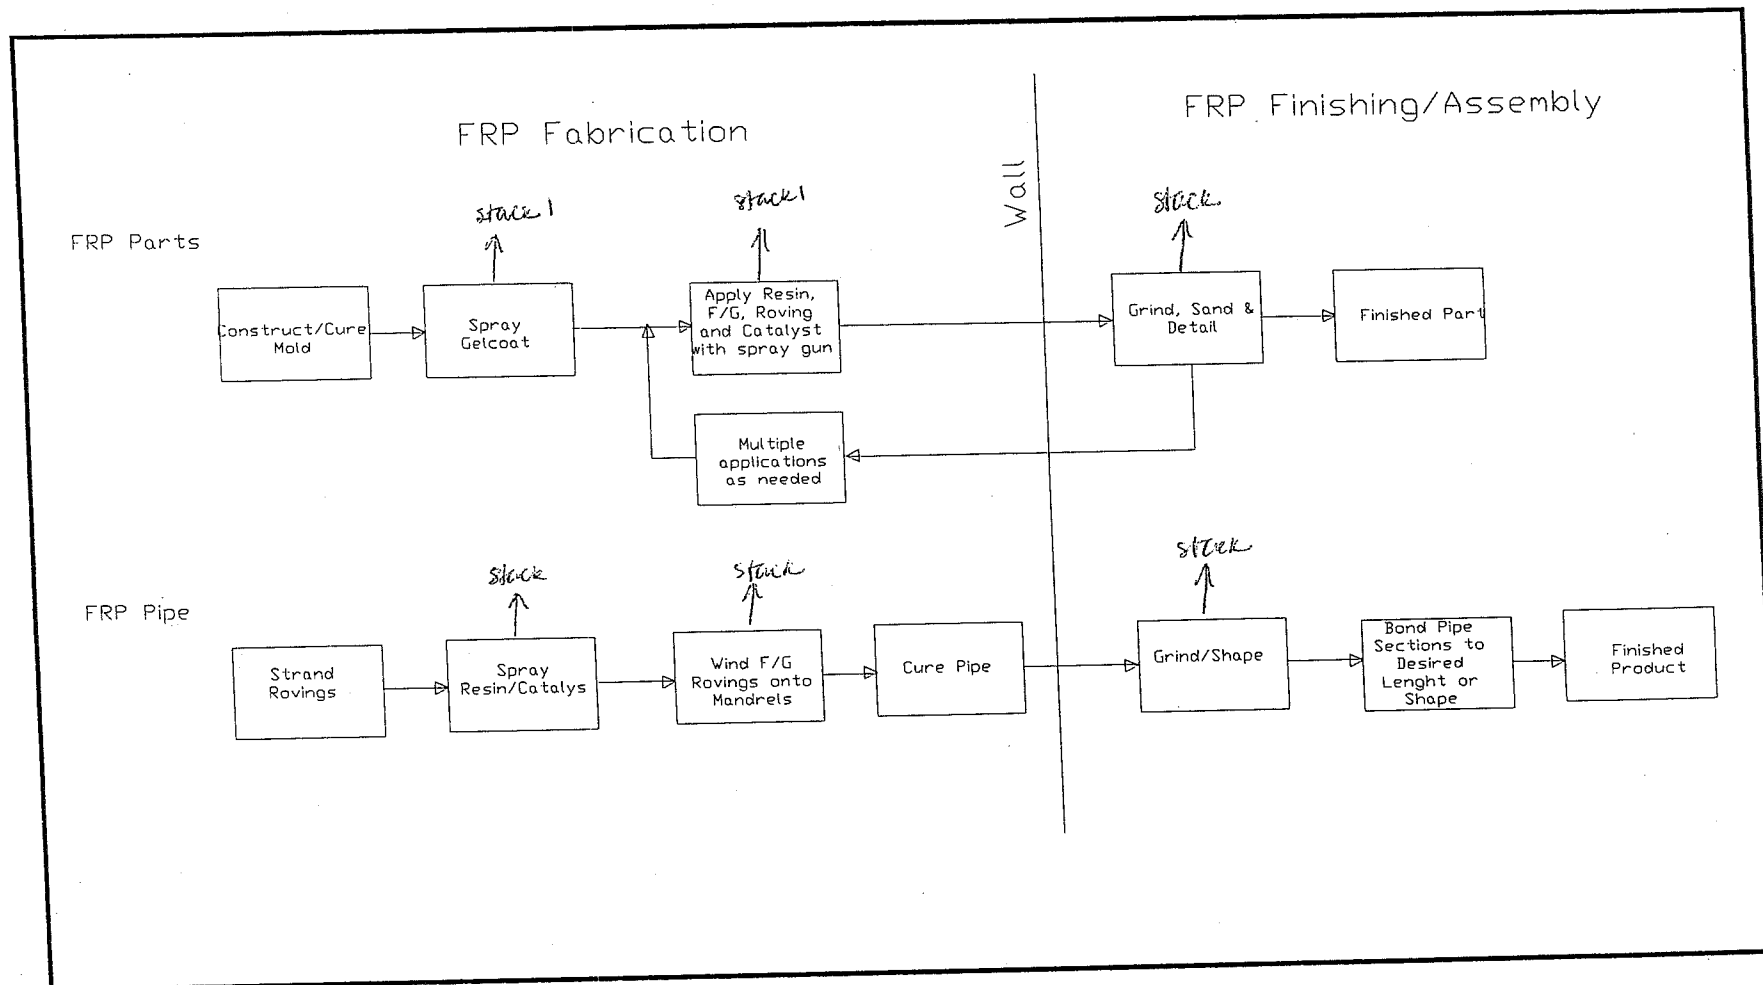 FRP Fabrication
FRP Finishing/Assembly
Wall
stack 1
stack 1
stack
FRP Parts
Construct/Cure
Mold
Spray
Gelcoat
Apply Resin,
F/G, Roving
and Catalyst
with spray gun
Grind, Sand &
Detail
Finished Part
Multiple
applications
as needed
stack
stack
stack
FRP Pipe
Strand
Rovings
Spray
Resin/Catalys
Wind F/G
Rovings onto
Mandrels
Cure Pipe
Grind/Shape
Bond Pipe
Sections to
Desired
Lenght or
Shape
Finished
Product